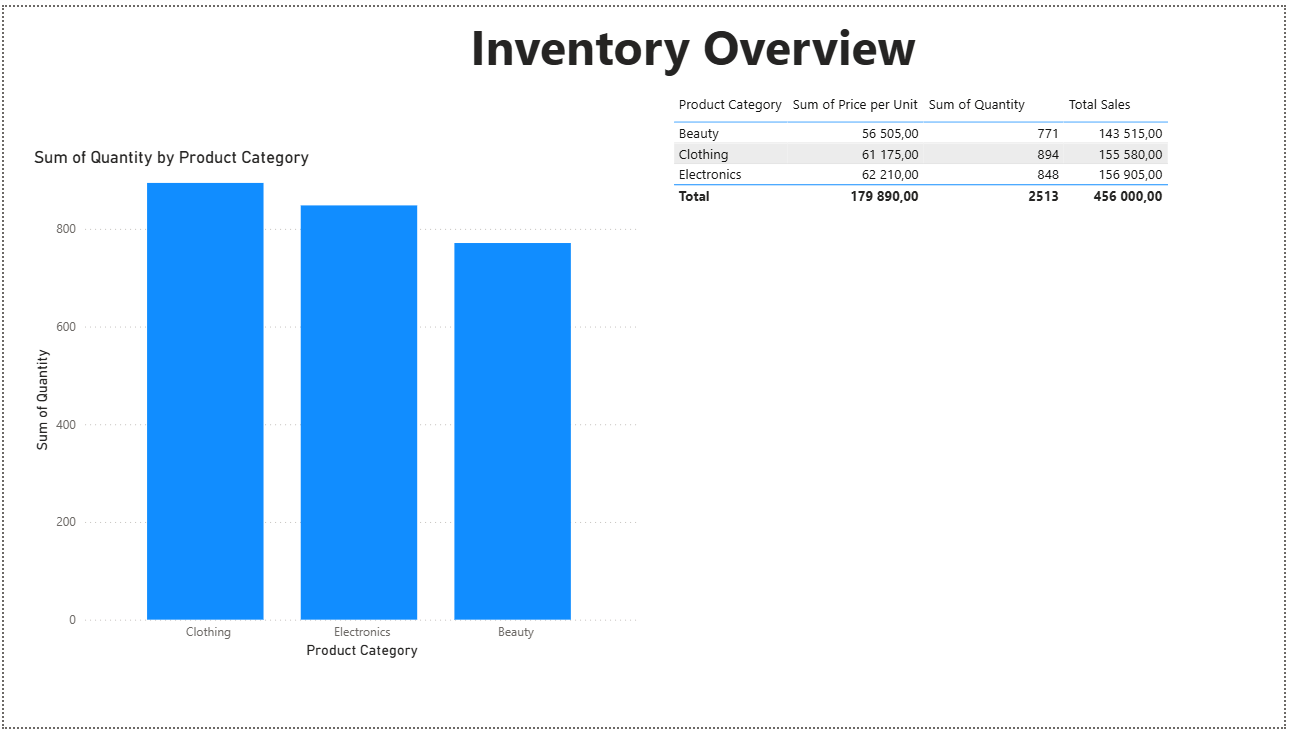 Inventory Overview
Sum of Quantity by Product Category
Sum of Quantity
800
600
400
200
0
Clothing Electronics Beauty
Product Category
Product Category Sum of Price per Unit Sum of Quantity Total Sales
Beauty 56 505,00 771 143 515,00
Clothing 61 175,00 894 155 580,00
Electronics 62 210,00 848 156 905,00
Total 179 890,00 2513 456 000,00